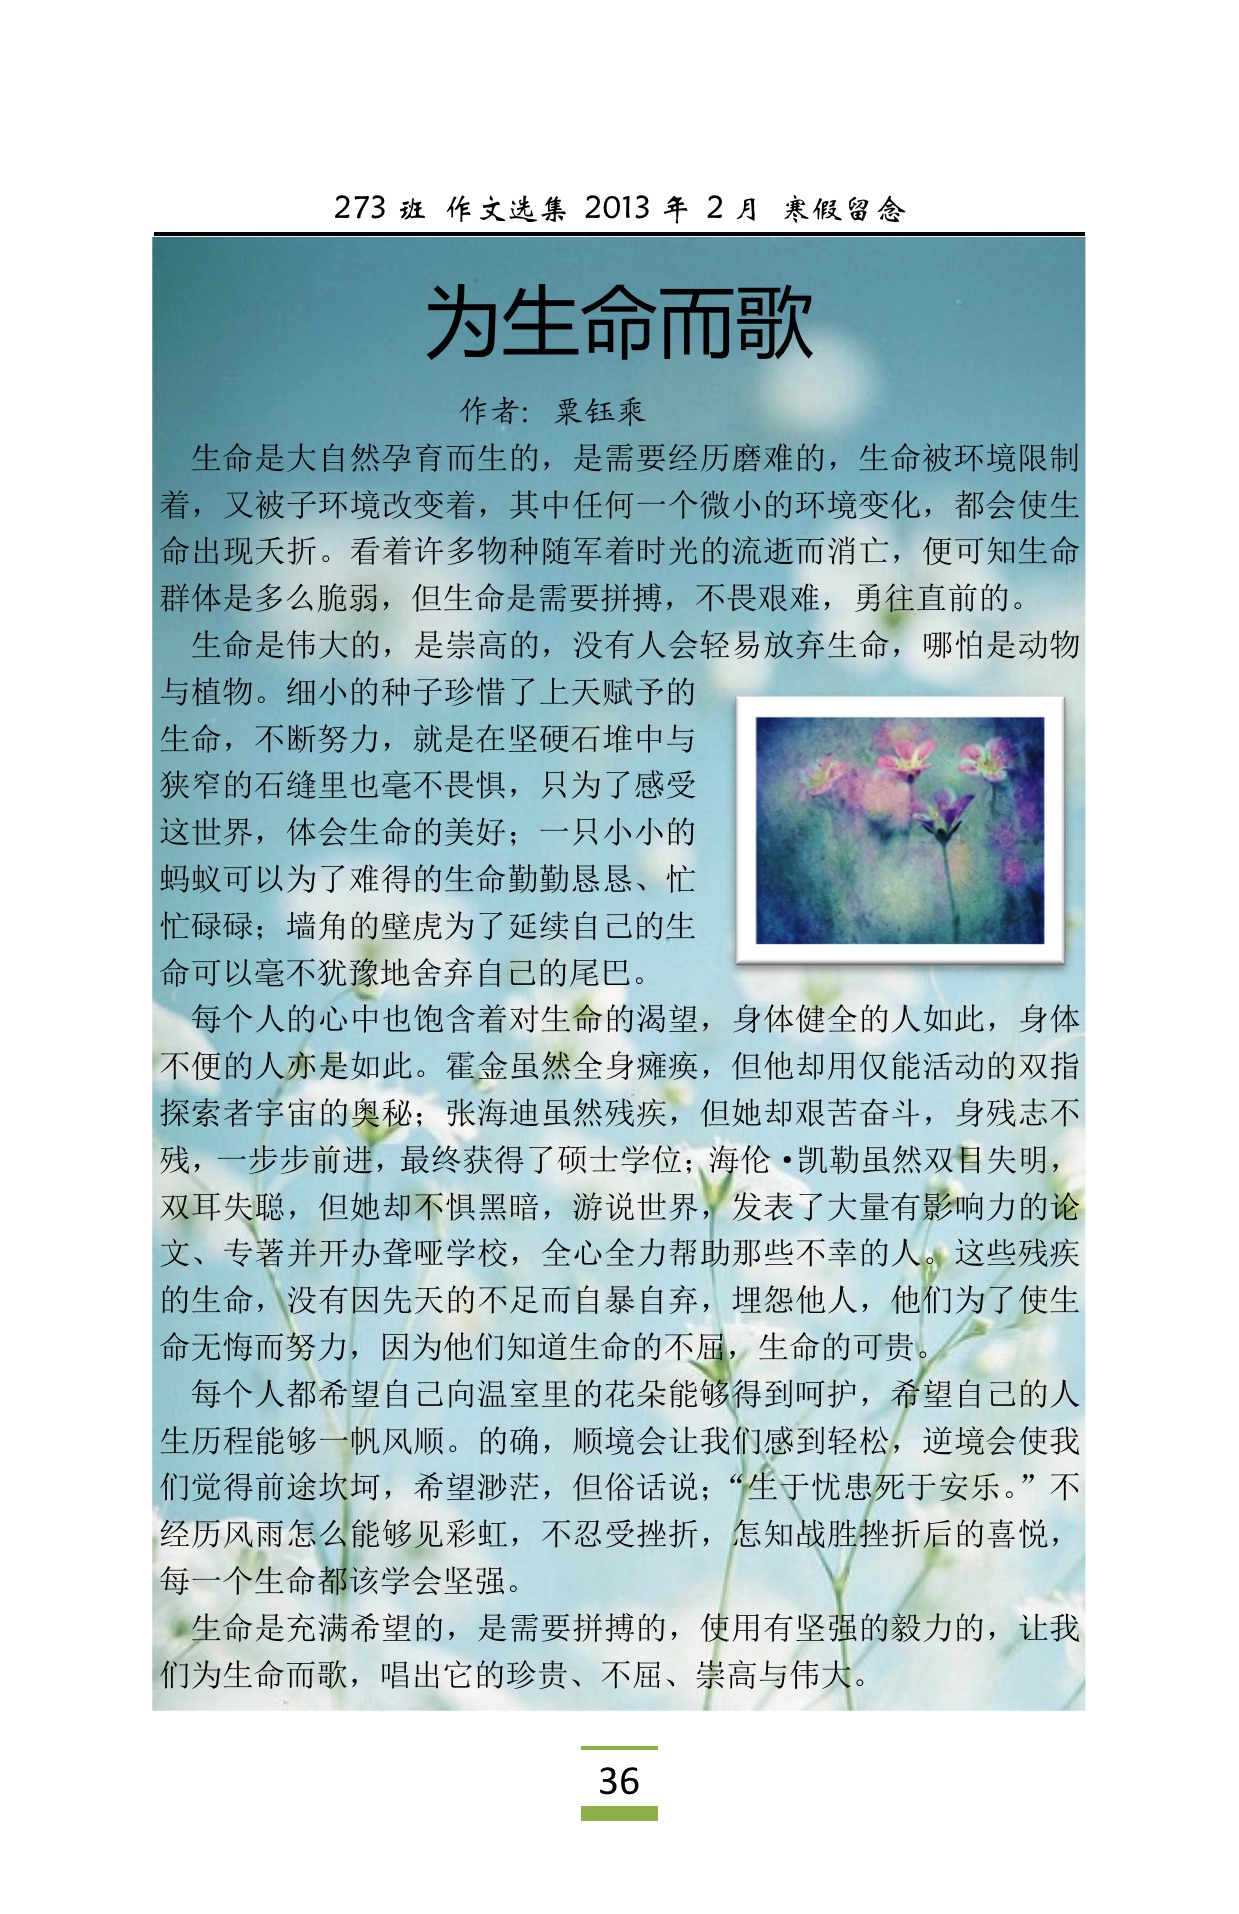 273 班 作文选集 2013 年 2 月 寒假留念
为生命而歌
作者: 粟钰乘
生命是大自然孕育而生的，是需要经历磨难的，生命被环境限制
着，又被子环境改变着，其中任何一个微小的环境变化，都会使生
命出现夭折。看着许多物种随军着时光的流逝而消亡，便可知生命
群体是多么脆弱，但生命是需要拼搏，不畏艰难，勇往直前的。
生命是伟大的，是崇高的，没有人会轻易放弃生命，哪怕是动物
与植物。细小的种子珍惜了上天赋予的
生命，不断努力，就是在坚硬石堆中与
狭窄的石缝里也毫不畏惧，只为了感受
这世界，体会生命的美好；一只小小的
蚂蚁可以为了难得的生命勤勤恳恳、忙
忙碌碌；墙角的壁虎为了延续自己的生
命可以毫不犹豫地舍弃自己的尾巴。
每个人的心中也饱含着对生命的渴望，身体健全的人如此，身体
不便的人亦是如此。霍金虽然全身瘫痪，但他却用仅能活动的双指
探索者宇宙的奥秘；张海迪虽然残疾，但她却艰苦奋斗，身残志不
残，一步步前进，最终获得了硕士学位；海伦·凯勒虽然双目失明，
双耳失聪，但她却不惧黑暗，游说世界，发表了大量有影响力的论
文、专著并开办聋哑学校，全心全力帮助那些不幸的人。这些残疾
的生命，没有因先天的不足而自暴自弃，埋怨他人，他们为了使生
命无悔而努力，因为他们知道生命的不屈，生命的可贵。
每个人都希望自己向温室里的花朵能够得到呵护，希望自己的人
生历程能够一帆风顺。的确，顺境会让我们感到轻松，逆境会使我
们觉得前途坎坷，希望渺茫，但俗话说；“生于忧患死于安乐。”不
经历风雨怎么能够见彩虹，不忍受挫折，怎知战胜挫折后的喜悦，
每一个生命都该学会坚强。
生命是充满希望的，是需要拼搏的，使用有坚强的毅力的，让我
们为生命而歌，唱出它的珍贵、不屈、崇高与伟大。
36